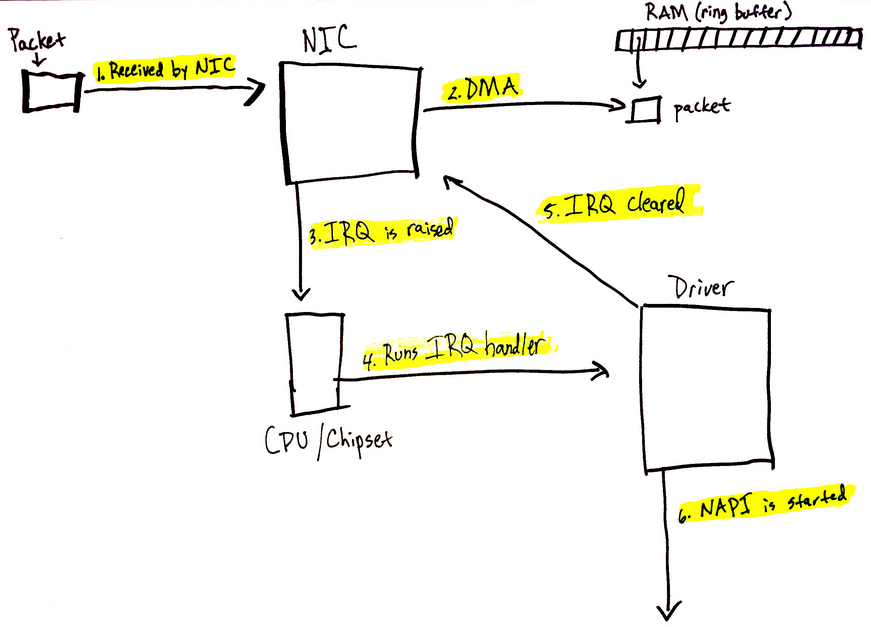 RAM (ring buffer)
Packet
NIC
1. Received by NIC
2. DMA
packet
3. IRQ is raised
5. IRQ cleared
Driver
4. Runs IRQ handler
CPU/Chipset
6. NAPI is started